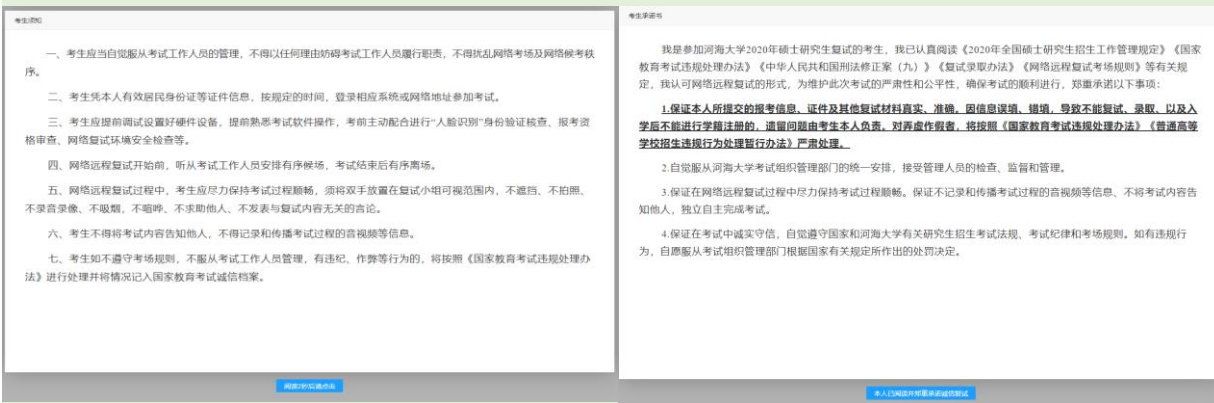 考生须知
一、考生应当自觉服从考试工作人员的管理，不得以任何理由妨碍考试工作人员履行职责，不得扰乱网络考场及网络候考秩
序。
二、考生凭本人有效居民身份证等证件信息，按规定的时间，登录相应系统或网络地址参加考试。
三、考生应提前调试设置好硬件设备，提前熟悉考试软件操作，考前主动配合进行“人脸识别”身份验证核查、报考资
格审查、网络复试环境安全检查等。
四、网络远程复试开始前，听从考试工作人员安排有序候场，考试结束后有序离场。
五、网络远程复试过程中，考生应尽力保持考试过程顺畅，须将双手放置在复试小组可视范围内，不遮挡、不拍照、
不录音录像、不吸烟、不喧哗、不求助他人、不发表与复试内容无关的言论。
六、考生不得将考试内容告知他人，不得记录和传播考试过程的音视频等信息。
七、考生如不遵守考场规则，不服从考试工作人员管理，有违纪、作弊等行为的，将按照《国家教育考试违规处理办
法》进行处理并将情况记入国家教育考试诚信档案。
考生承诺书
我是参加河海大学2020年硕士研究生复试的考生，我已认真阅读《2020年全国硕士研究生招生工作管理规定》《国家
教育考试违规处理办法》《中华人民共和国刑法修正案（九）》《复试录取办法》《网络远程复试考场规则》等有关规
定，我认可网络远程复试的形式，为维护此次考试的严肃性和公平性，确保考试的顺利进行，郑重承诺以下事项：
1.保证本人所提交的报考信息、证件及其他复试材料真实、准确。因信息误填、错填，导致不能复试、录取、以及入
学后不能进行学籍注册的，遗留问题由考生本人负责。对弄虚作假者，将按照《国家教育考试违规处理办法》《普通高等
学校招生违规行为处理暂行办法》严肃处理。
2.自觉服从河海大学考试组织管理部门的统一安排，接受管理人员的检查、监督和管理。
3.保证在网络远程复试过程中尽力保持考试过程顺畅。保证不记录和传播考试过程的音视频等信息、不将考试内容告
知他人，独立自主完成考试。
4.保证在考试中诚实守信，自觉遵守国家和河海大学有关研究生招生考试法规、考试纪律和考场规则。如有违规行
为，自愿服从考试组织管理部门根据国家有关规定所作出的处罚决定。
本人已阅读并郑重承诺诚信复试